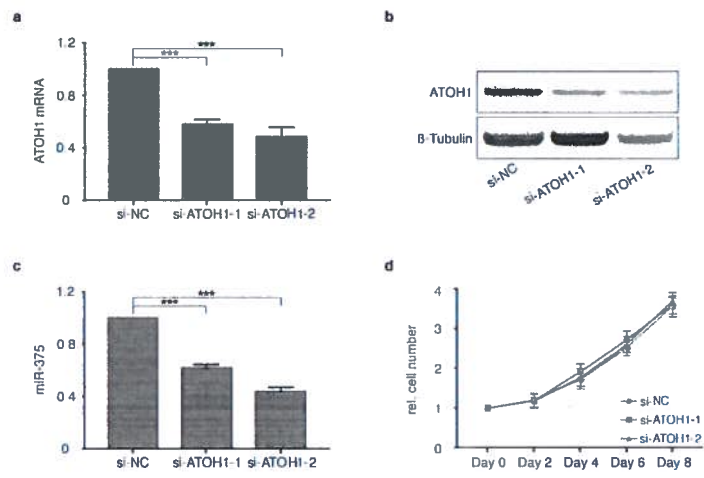 a
1.2
0.8
0.4
0
ATOH1 mRNA
***
***
si-NC
si-ATOH1-1
si-ATOH1-2
b
ATOH1
ß-Tubulin
si-NC
si-ATOH1-1
si-ATOH1-2
c
1.2
0.8
0.4
0
miR-375
***
***
si-NC
si-ATOH1-1
si-ATOH1-2
d
4
3
2
1
0
rel. cell number
si-NC
si-ATOH1-1
si-ATOH1-2
Day 0 Day 2 Day 4 Day 6 Day 8